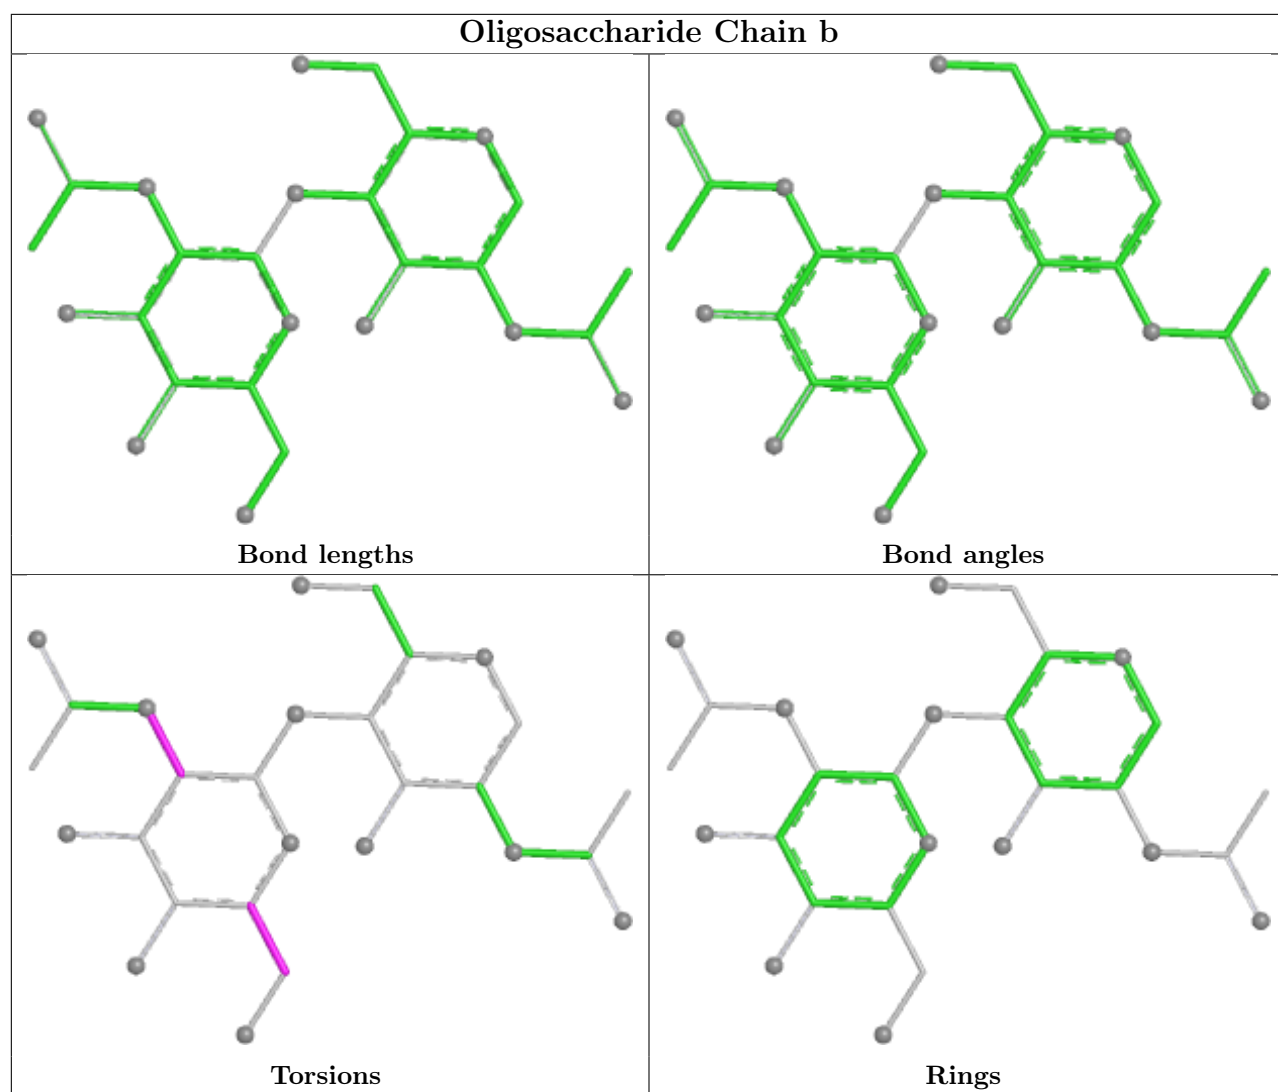 Oligosaccharide Chain b
Bond lengths
Bond angles
Torsions
Rings